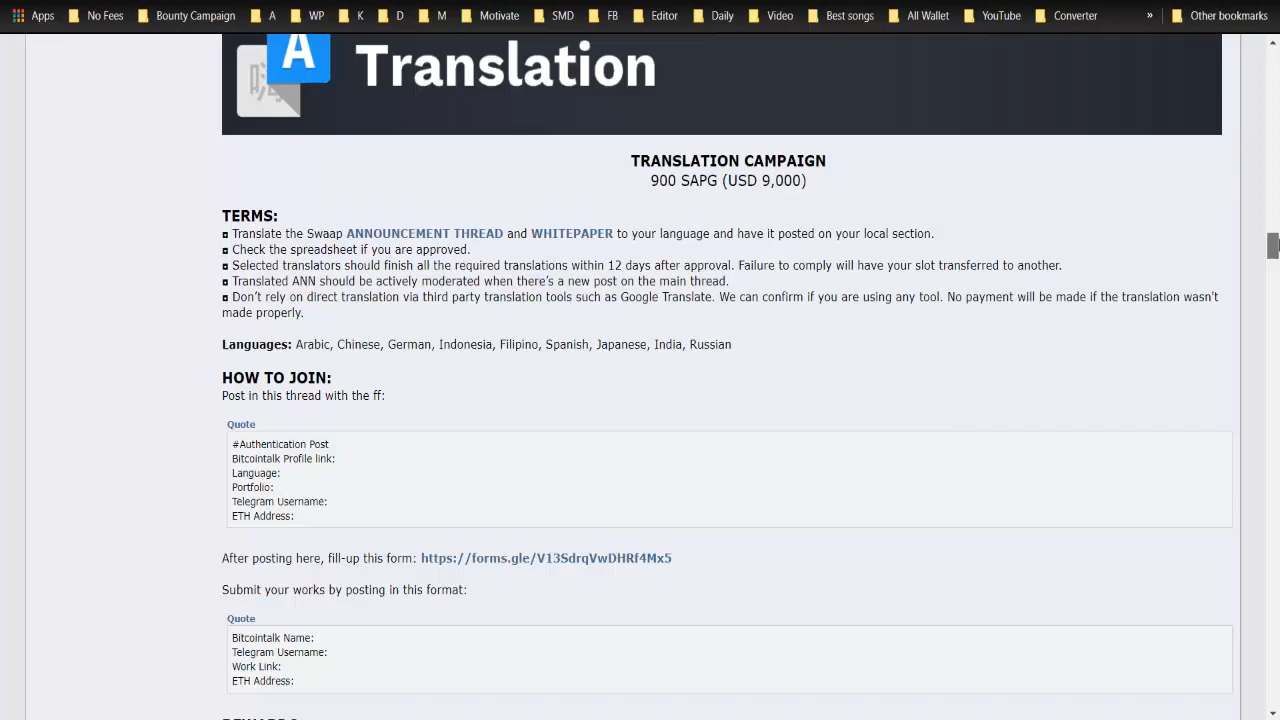 Apps No Fees Bounty Campaign A WP K D M Motivate SMD FB Editor Daily Video Best songs All Wallet YouTube Converter » Other bookmarks
A
Translation
TRANSLATION CAMPAIGN
900 SAPG (USD 9,000)
TERMS:
◘ Translate the Swaap ANNOUNCEMENT THREAD and WHITEPAPER to your language and have it posted on your local section.
◘ Check the spreadsheet if you are approved.
◘ Selected translators should finish all the required translations within 12 days after approval. Failure to comply will have your slot transferred to another.
◘ Translated ANN should be actively moderated when there's a new post on the main thread.
◘ Don't rely on direct translation via third party translation tools such as Google Translate. We can confirm if you are using any tool. No payment will be made if the translation wasn't
made properly.
Languages: Arabic, Chinese, German, Indonesia, Filipino, Spanish, Japanese, India, Russian
HOW TO JOIN:
Post in this thread with the ff:
Quote
#Authentication Post
Bitcointalk Profile link:
Language:
Portfolio:
Telegram Username:
ETH Address:
After posting here, fill-up this form: https://forms.gle/V13SdrqVwDHRf4Mx5
Submit your works by posting in this format:
Quote
Bitcointalk Name:
Telegram Username:
Work Link:
ETH Address: